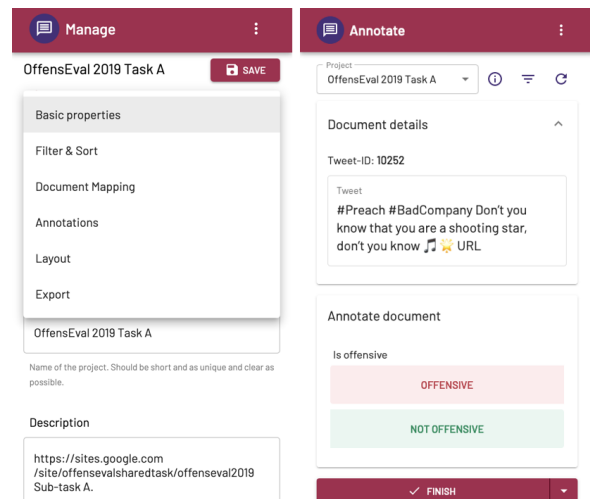 Manage
OffensEval 2019 Task A
SAVE
Basic properties
Filter & Sort
Document Mapping
Annotations
Layout
Export
OffensEval 2019 Task A
Name of the project. Should be short and as unique and clear as
possible.
Description
https://sites.google.com
/site/offensevalsharedtask/offenseval2019
Sub-task A.
Annotate
Project
OffensEval 2019 Task A
Document details
Tweet-ID: 10252
Tweet
#Preach #BadCompany Don't you
know that you are a shooting star,
don't you know 🎵🌟 URL
Annotate document
Is offensive
OFFENSIVE
NOT OFFENSIVE
FINISH